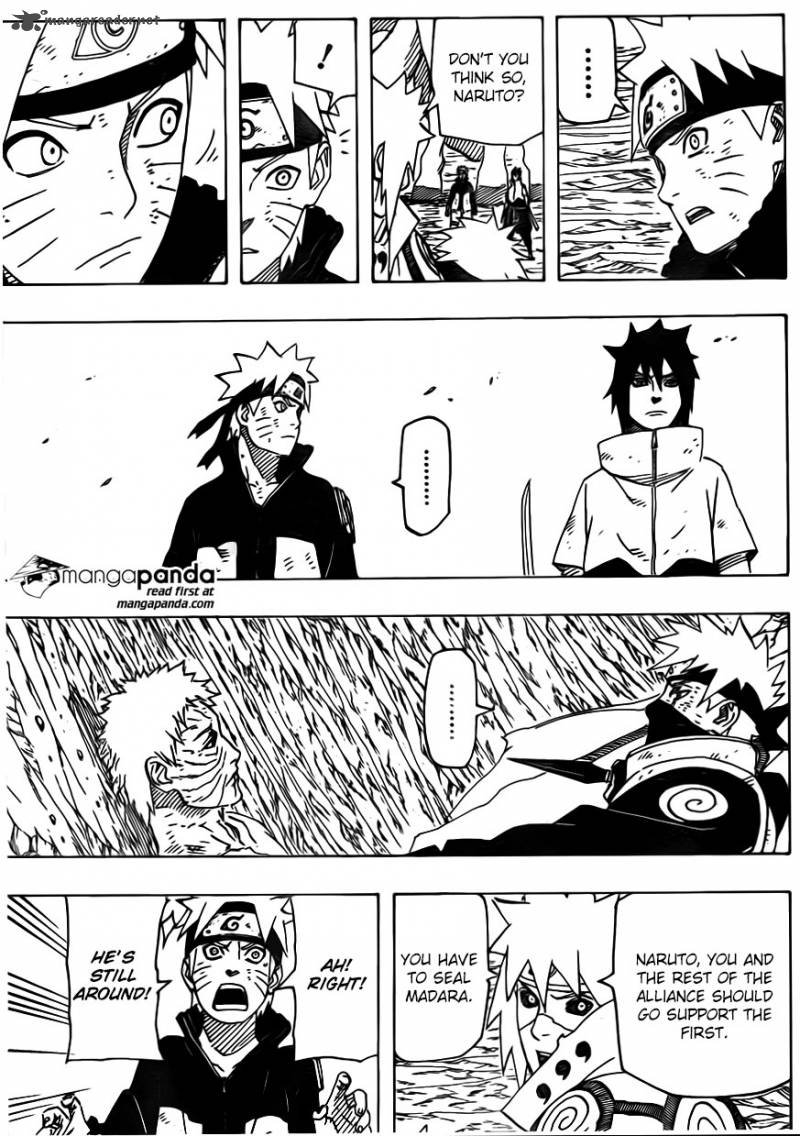 mangareader.net
.......
DON'T YOU
THINK SO,
NARUTO?
!
........
mangapanda
read first at
mangapanda.com
........
NARUTO, YOU AND
THE REST OF THE
ALLIANCE SHOULD
GO SUPPORT THE
FIRST.
YOU HAVE
TO SEAL
MADARA.
AH!
RIGHT!
HE'S
STILL
AROUND!